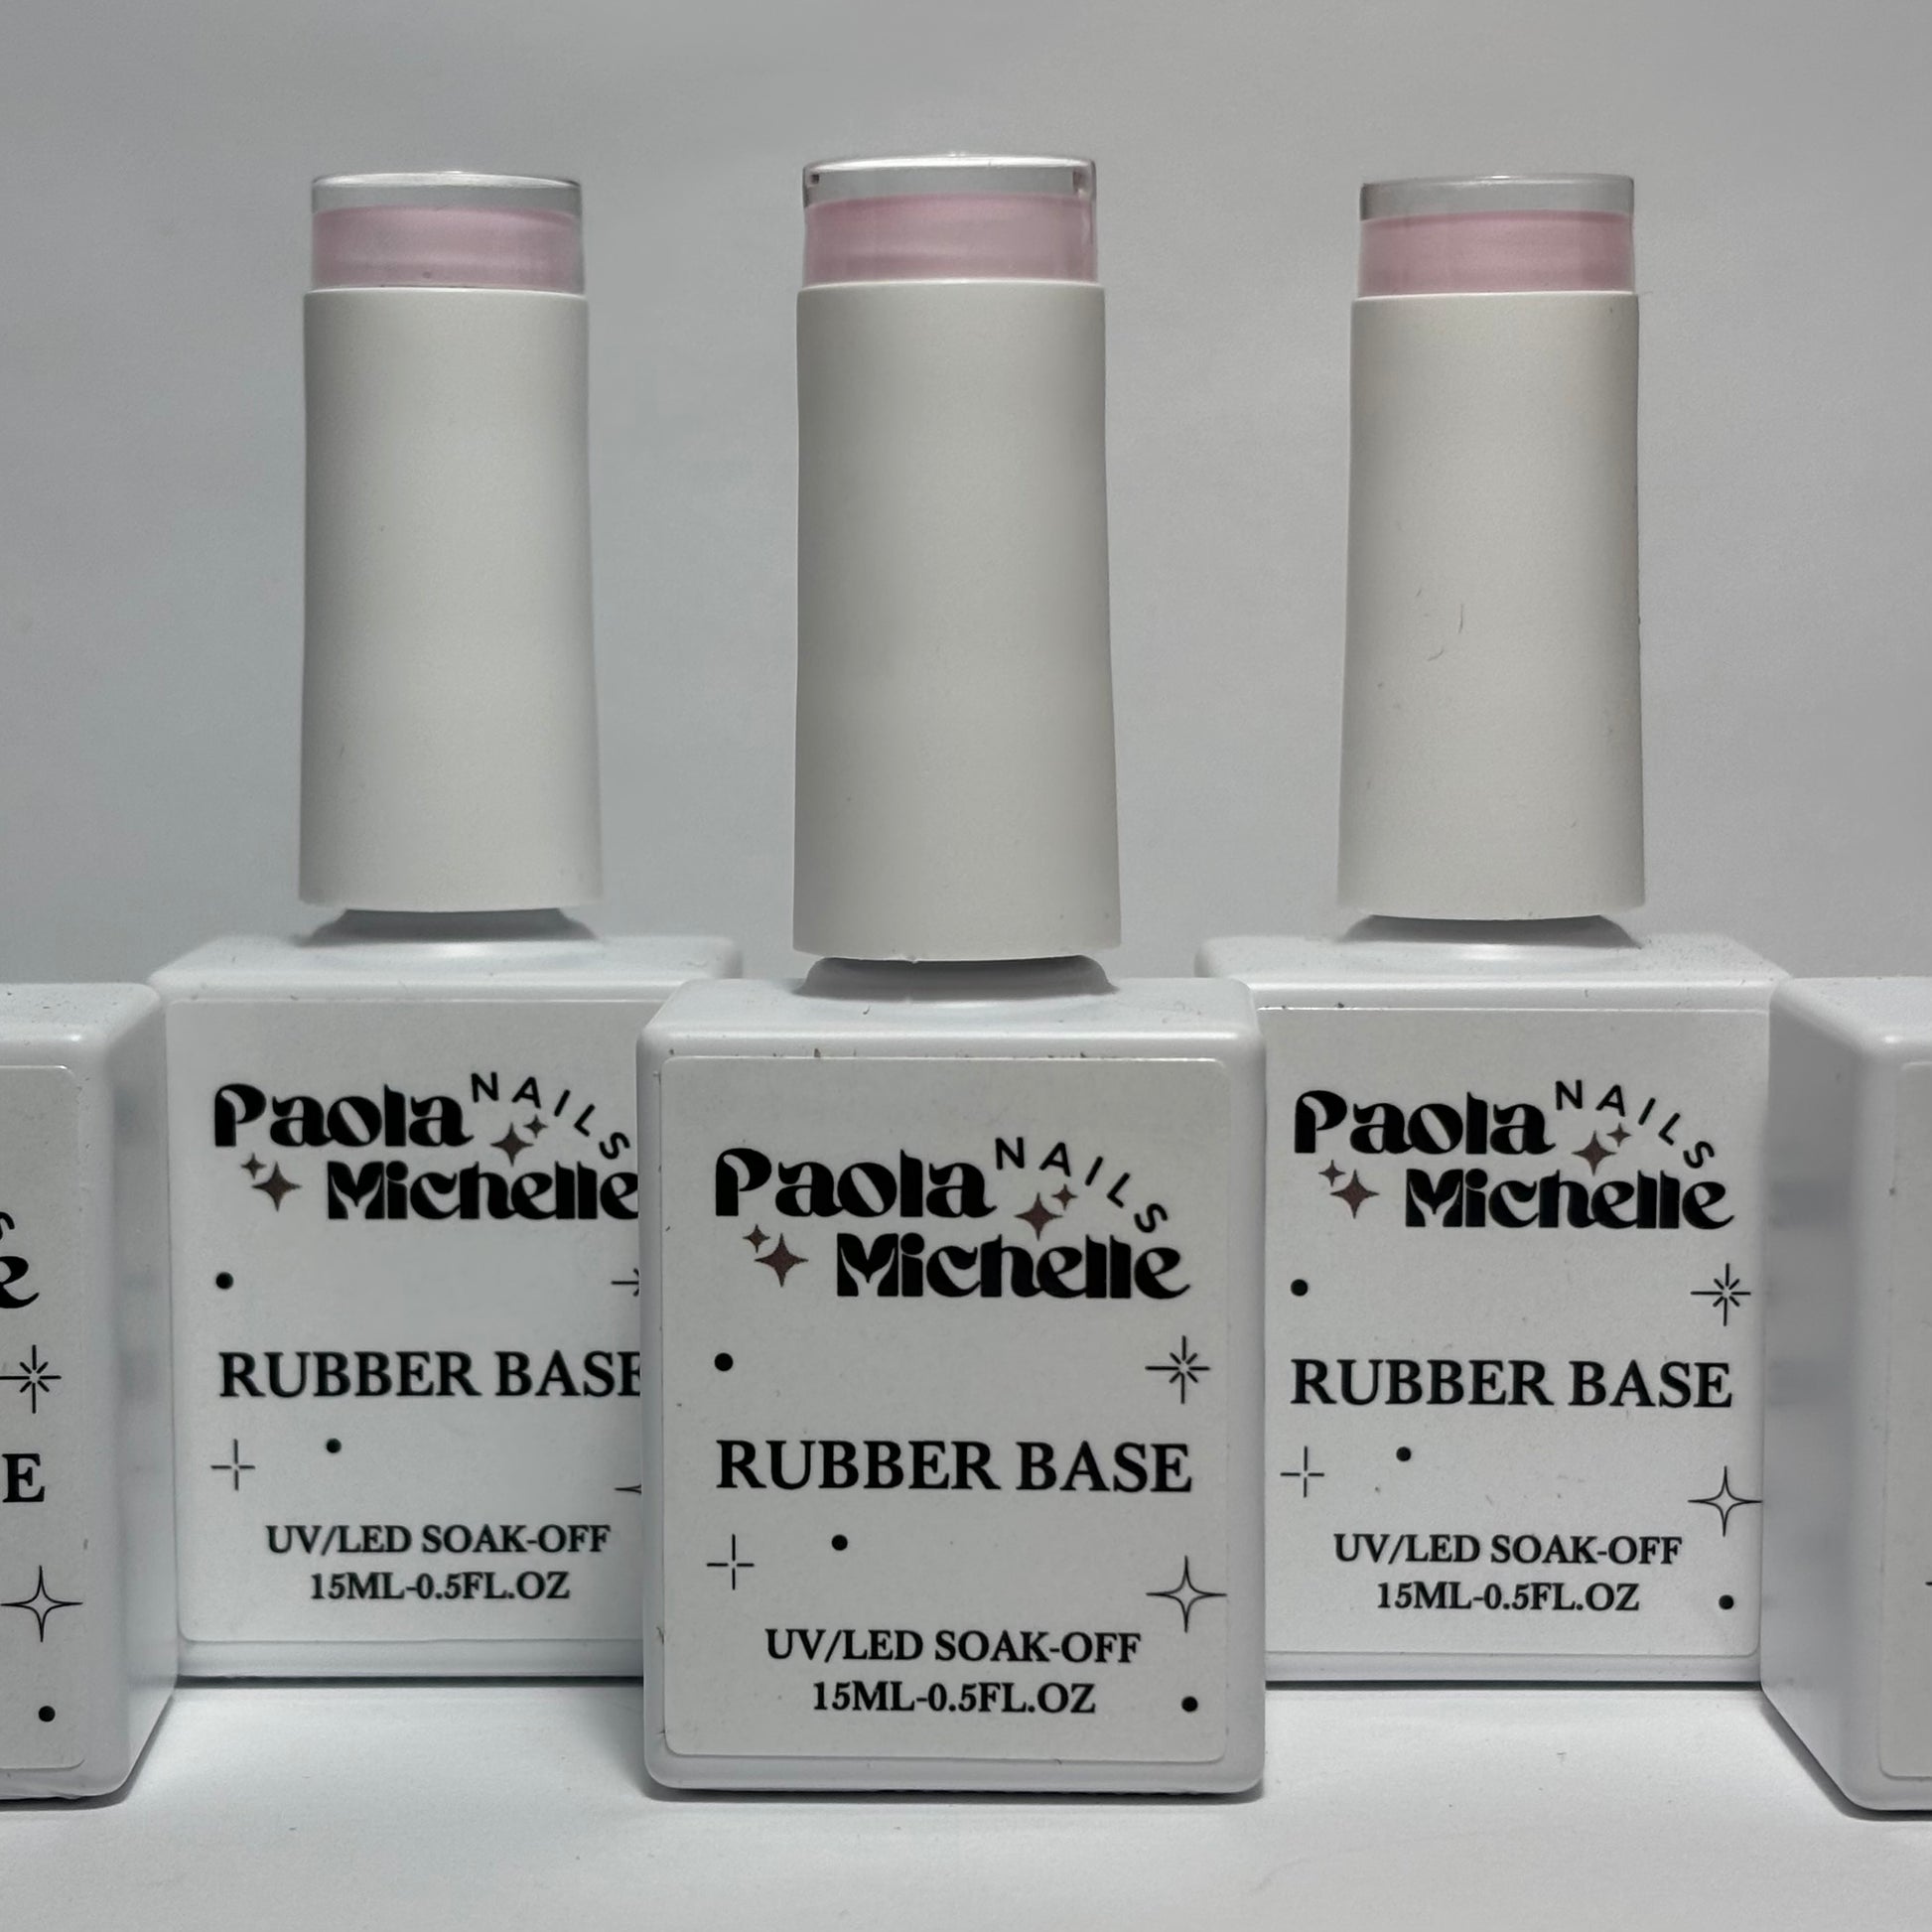 Paola NAILS
Michelle
RUBBER BASE
UV/LED SOAK-OFF
15ML-0.5FL.OZ
Paola NAILS
Michelle
RUBBER BASE
UV/LED SOAK-OFF
15ML-0.5FL.OZ
Paola NAILS
Michelle
RUBBER BASE
UV/LED SOAK-OFF
15ML-0.5FL.OZ